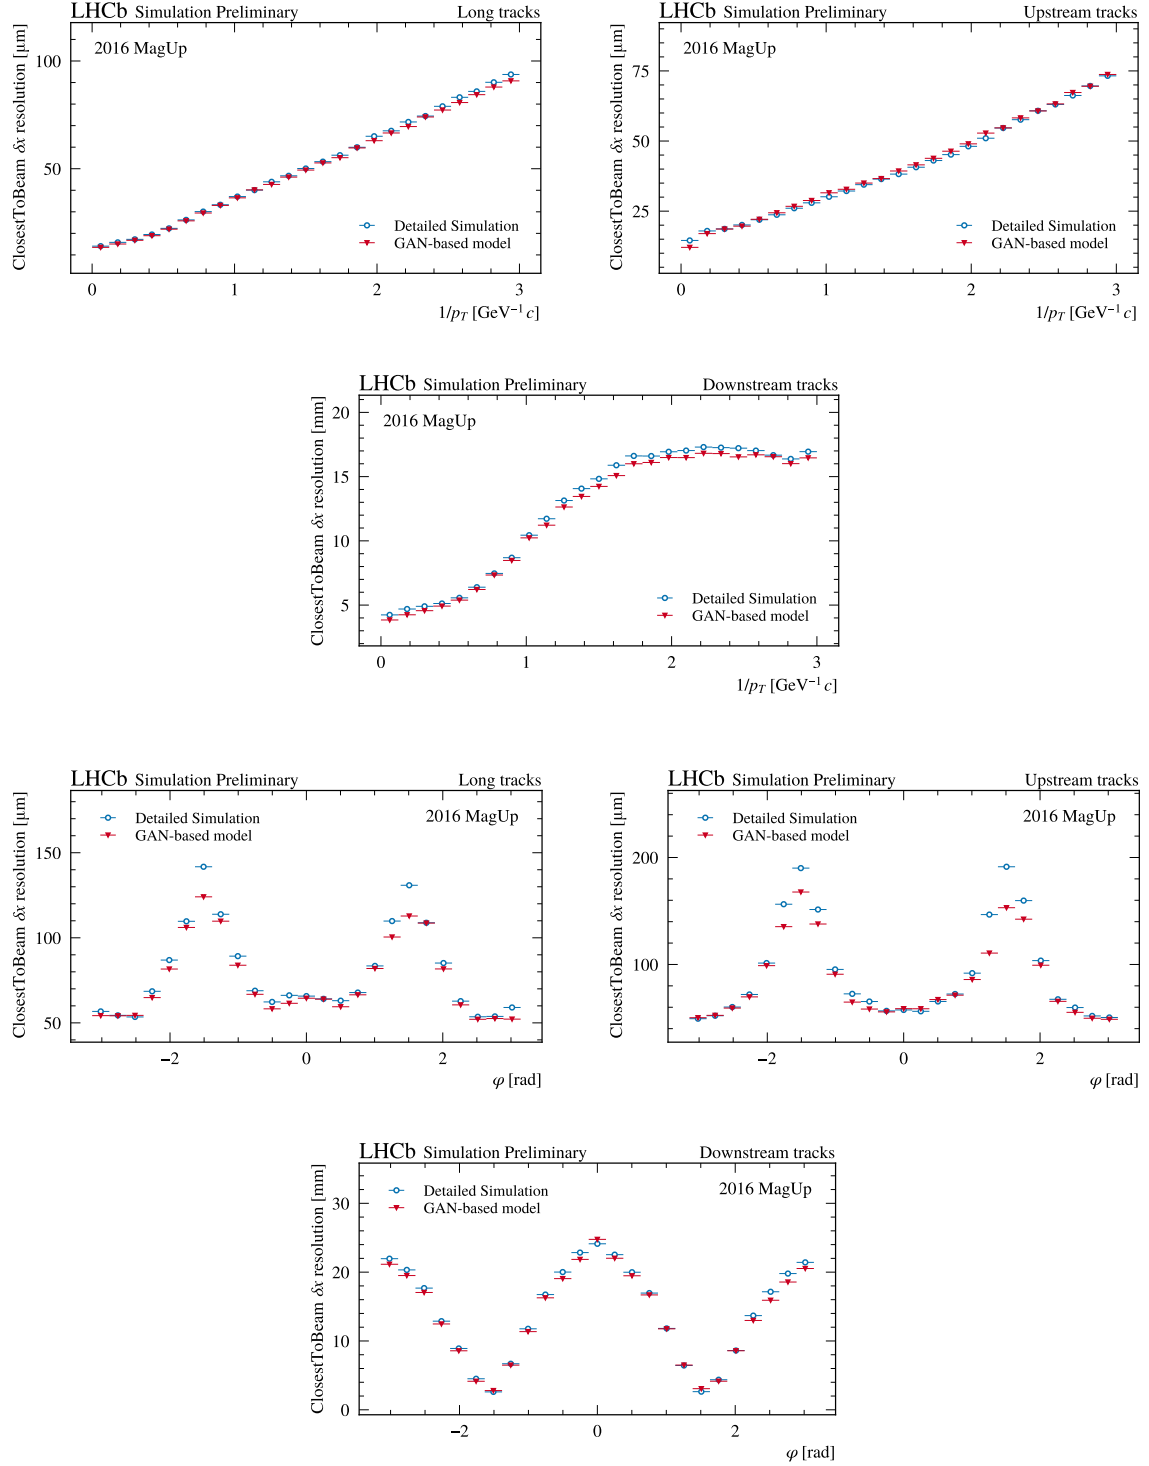 LHCb Simulation Preliminary Long tracks
2016 MagUp
ClosestToBeam δx resolution [μm]
100
50
Detailed Simulation
GAN-based model
0 1 2 3
1/p_T [GeV⁻¹ c]
LHCb Simulation Preliminary Upstream tracks
2016 MagUp
ClosestToBeam δx resolution [μm]
75
50
25
Detailed Simulation
GAN-based model
0 1 2 3
1/p_T [GeV⁻¹ c]
LHCb Simulation Preliminary Downstream tracks
2016 MagUp
ClosestToBeam δx resolution [mm]
20
15
10
5
Detailed Simulation
GAN-based model
0 1 2 3
1/p_T [GeV⁻¹ c]
LHCb Simulation Preliminary Long tracks
Detailed Simulation
GAN-based model
2016 MagUp
ClosestToBeam δx resolution [μm]
150
100
50
−2 0 2
φ [rad]
LHCb Simulation Preliminary Upstream tracks
Detailed Simulation
GAN-based model
2016 MagUp
ClosestToBeam δx resolution [μm]
200
100
−2 0 2
φ [rad]
LHCb Simulation Preliminary Downstream tracks
Detailed Simulation
GAN-based model
2016 MagUp
ClosestToBeam δx resolution [mm]
30
20
10
0
−2 0 2
φ [rad]